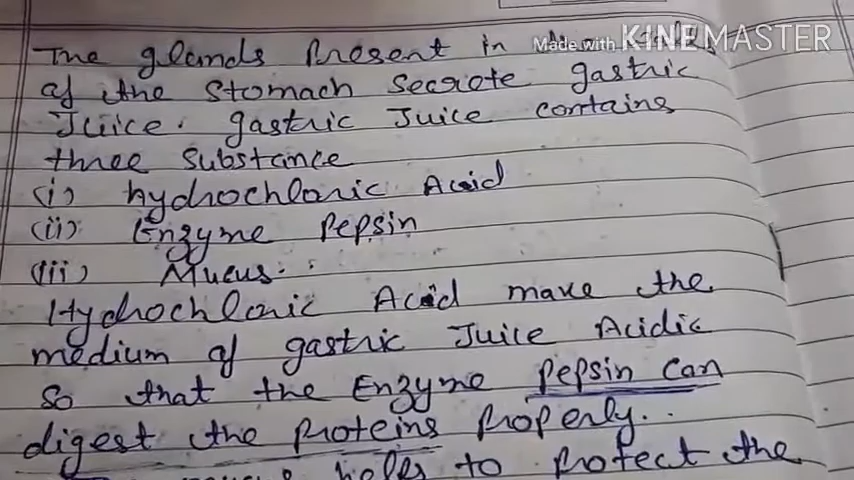 The glands Present in
Made with KINEMASTER
of the Stomach Secrete gastric
Juice. gastric Juice contains
three Substance
(i) hydrochloric Acid
(ii) Enzyme Pepsin
(iii) Mucus:
Hydrochloric Acid make the
medium of gastric Juice Acidic
so that the Enzyme pepsin can
digest the Proteins Properly..
helps to Protect the